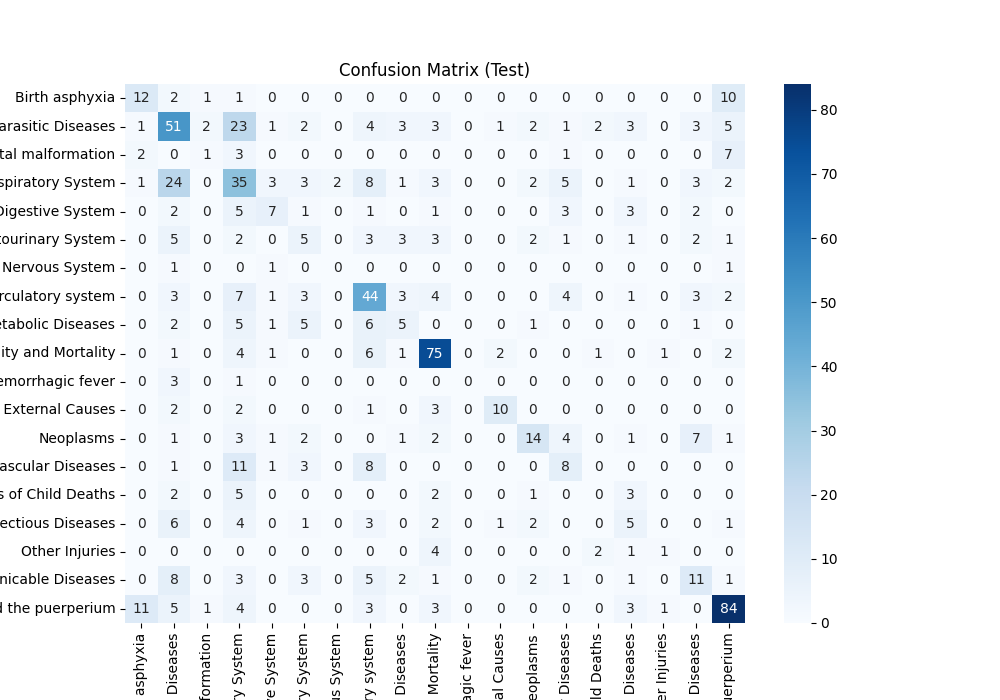 Confusion Matrix (Test)
Birth asphyxia 12 2 1 1 0 0 0 0 0 0 0 0 0 0 0 0 0 0 10
arasitic Diseases 1 51 2 23 1 2 0 4 3 3 0 1 2 1 2 3 0 3 5
tal malformation 2 0 1 3 0 0 0 0 0 0 0 0 0 1 0 0 0 0 7
spiratory System 1 24 0 35 3 3 2 8 1 3 0 0 2 5 0 1 0 3 2
Digestive System 0 2 0 5 7 1 0 1 0 1 0 0 0 3 0 3 0 2 0
tourinary System 0 5 0 2 0 5 0 3 3 3 0 0 2 1 0 1 0 2 1
Nervous System 0 1 0 0 1 0 0 0 0 0 0 0 0 0 0 0 0 0 1
rculatory system 0 3 0 7 1 3 0 44 3 4 0 0 0 4 0 1 0 3 2
etabolic Diseases 0 2 0 5 1 5 0 6 5 0 0 0 1 0 0 0 0 1 0
ity and Mortality 0 1 0 4 1 0 0 6 1 75 0 2 0 0 1 0 1 0 2
emorrhagic fever 0 3 0 1 0 0 0 0 0 0 0 0 0 0 0 0 0 0 0
External Causes 0 2 0 2 0 0 0 1 0 3 0 10 0 0 0 0 0 0 0
Neoplasms 0 1 0 3 1 2 0 0 1 2 0 0 14 4 0 1 0 7 1
ascular Diseases 0 1 0 11 1 3 0 8 0 0 0 0 0 8 0 0 0 0 0
s of Child Deaths 0 2 0 5 0 0 0 0 0 2 0 0 1 0 0 3 0 0 0
ectious Diseases 0 6 0 4 0 1 0 3 0 2 0 1 2 0 0 5 0 0 1
Other Injuries 0 0 0 0 0 0 0 0 0 4 0 0 0 0 2 1 1 0 0
nicable Diseases 0 8 0 3 0 3 0 5 2 1 0 0 2 1 0 1 0 11 1
d the puerperium 11 5 1 4 0 0 0 3 0 3 0 0 0 0 0 3 1 0 84
asphyxia
Diseases
formation
ry System
ve System
ry System
us System
ry system
Diseases
Mortality
agic fever
al Causes
eoplasms
r Diseases
ld Deaths
Diseases
er Injuries
Diseases
uerperium
80
70
60
50
40
30
20
10
0